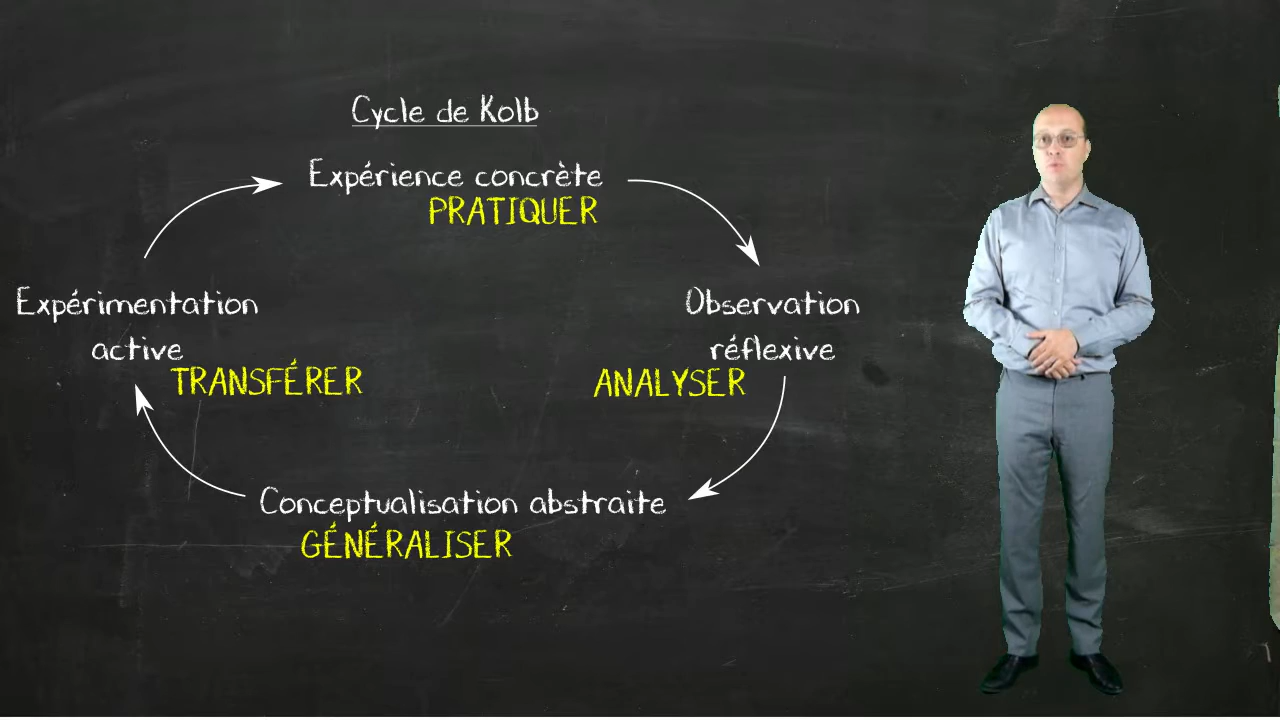 Cycle de Kolb
Expérience concrète
PRATIQUER
Observation
réflexive
ANALYSER
Conceptualisation abstraite
GÉNÉRALISER
Expérimentation
active
TRANSFÉRER